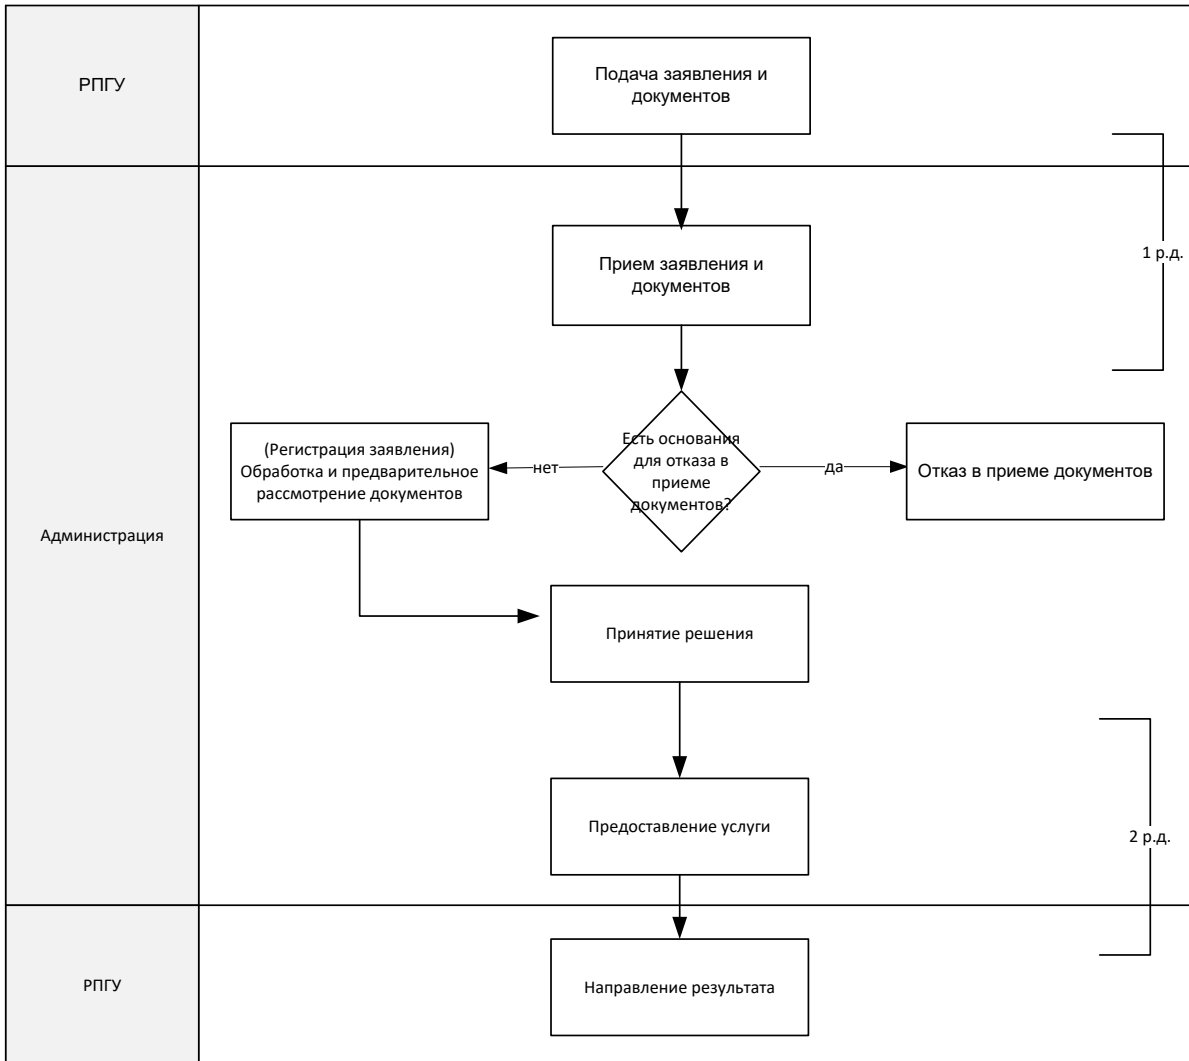 РПГУ
Подача заявления и
документов
Прием заявления и
документов
1 р.д.
Администрация
(Регистрация заявления)
Обработка и предварительное
рассмотрение документов
нет
Есть основания
для отказа в
приеме
документов?
да
Отказ в приеме документов
Принятие решения
Предоставление услуги
2 р.д.
РПГУ
Направление результата